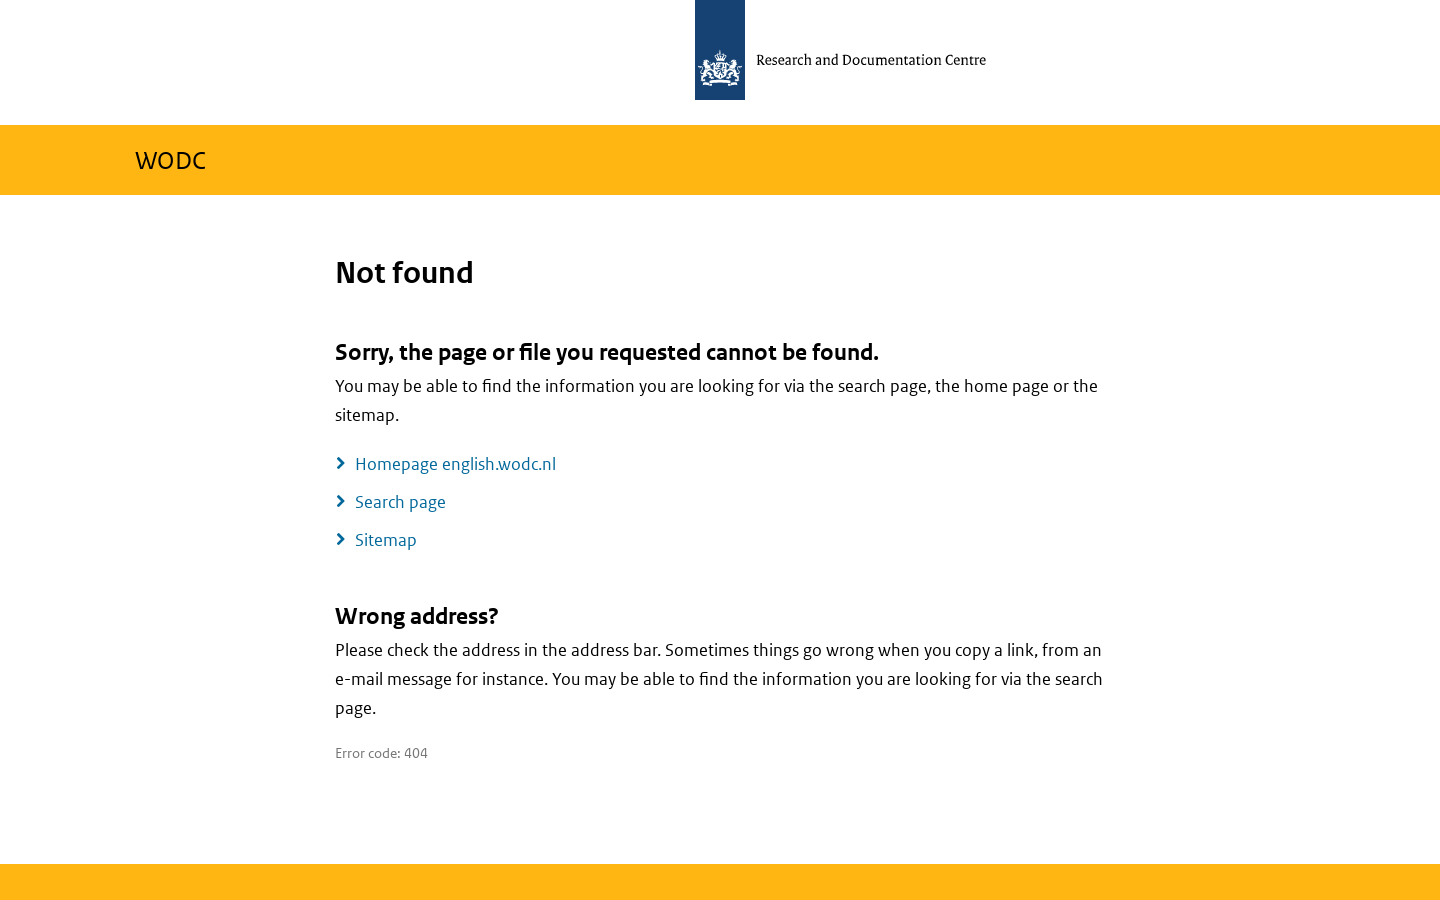 Research and Documentation Centre
WODC
Not found
Sorry, the page or file you requested cannot be found.
You may be able to find the information you are looking for via the search page, the home page or the
sitemap.
Homepage english.wodc.nl
Search page
Sitemap
Wrong address?
Please check the address in the address bar. Sometimes things go wrong when you copy a link, from an
e-mail message for instance. You may be able to find the information you are looking for via the search
page.
Error code: 404